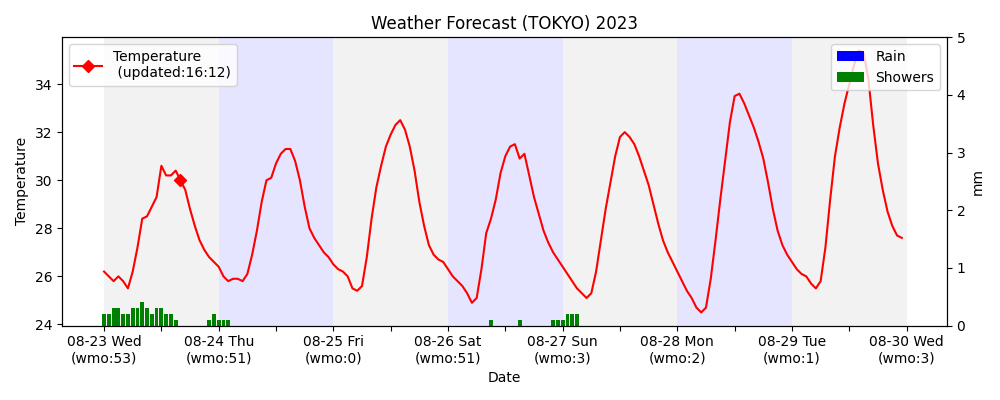 Weather Forecast (TOKYO) 2023
Temperature
(updated:16:12)
Rain
Showers
Temperature
34
32
30
28
26
24
5
4
3
2
1
0
mm
08-23 Wed
(wmo:53)
08-24 Thu
(wmo:51)
08-25 Fri
(wmo:0)
08-26 Sat
(wmo:51)
08-27 Sun
(wmo:3)
08-28 Mon
(wmo:2)
08-29 Tue
(wmo:1)
08-30 Wed
(wmo:3)
Date